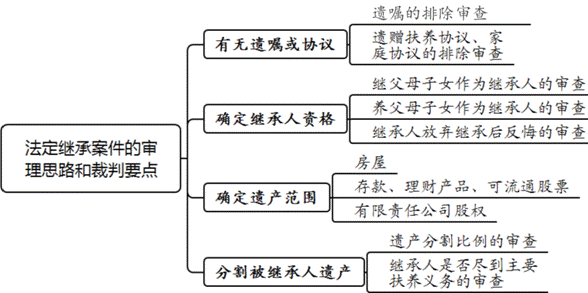 法定继承案件的审
理思路和裁判要点
有无遗嘱或协议
遗嘱的排除审查
遗赠扶养协议、家
庭协议的排除审查
确定继承人资格
继父母子女作为继承人的审查
养父母子女作为继承人的审查
继承人放弃继承后反悔的审查
确定遗产范围
房屋
存款、理财产品、可流通股票
有限责任公司股权
分割被继承人遗产
遗产分割比例的审查
继承人是否尽到主要
扶养义务的审查